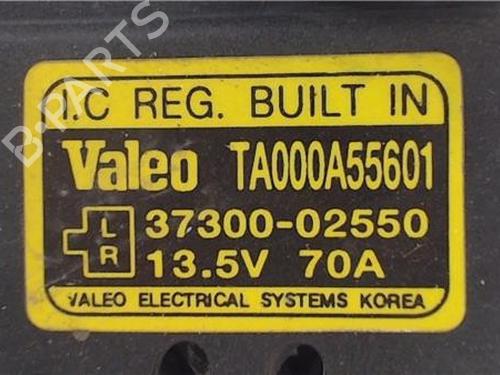 I.C REG. BUILT IN
Valeo TA000A55601
L 37300-02550
R 13.5V 70A
VALEO ELECTRICAL SYSTEMS KOREA
B-PARTS